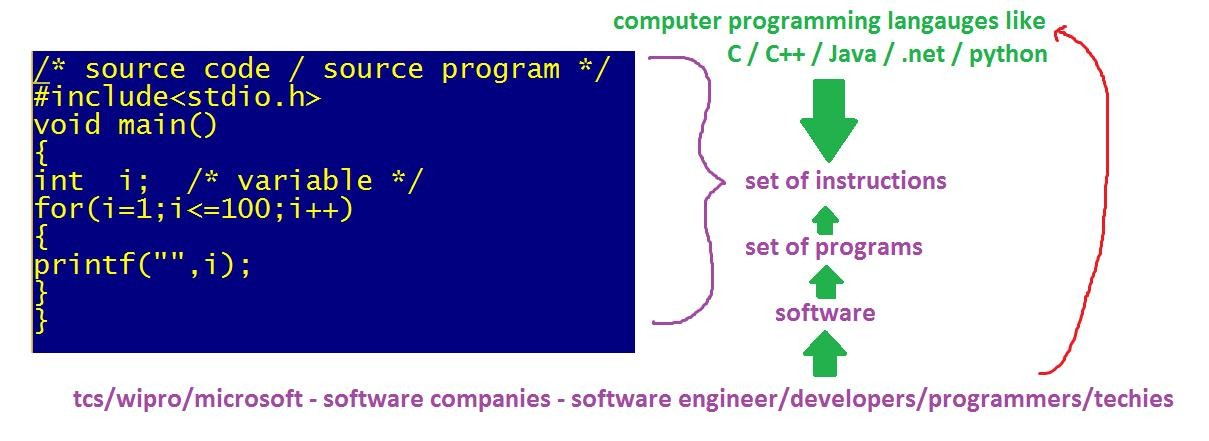 computer programming langauges like
C / C++ / Java / .net / python
/* source code / source program */
#include<stdio.h>
void main()
{
int  i;  /* variable */
for(i=1;i<=100;i++)
{
printf("",i);
}
}
set of instructions
set of programs
software
tcs/wipro/microsoft - software companies - software engineer/developers/programmers/techies